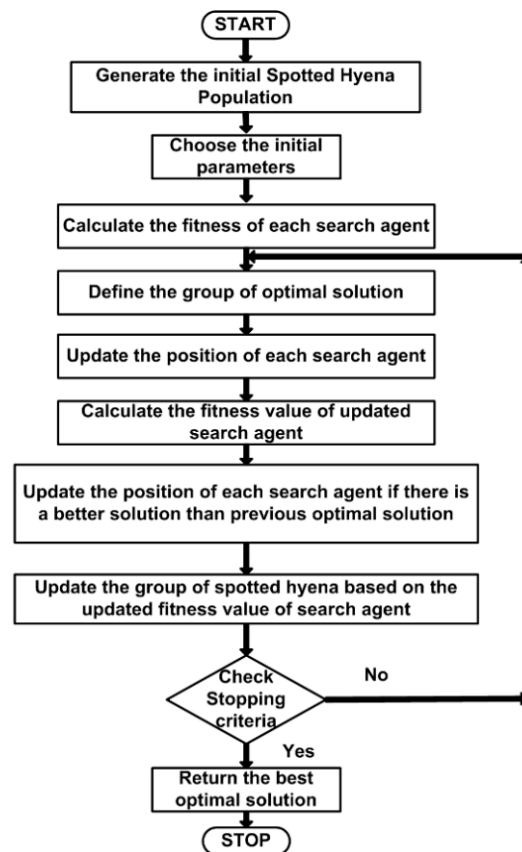 START
Generate the initial Spotted Hyena
Population
Choose the initial
parameters
Calculate the fitness of each search agent
Define the group of optimal solution
Update the position of each search agent
Calculate the fitness value of updated
search agent
Update the position of each search agent if there is
a better solution than previous optimal solution
Update the group of spotted hyena based on the
updated fitness value of search agent
Check
Stopping
criteria
No
Yes
Return the best
optimal solution
STOP